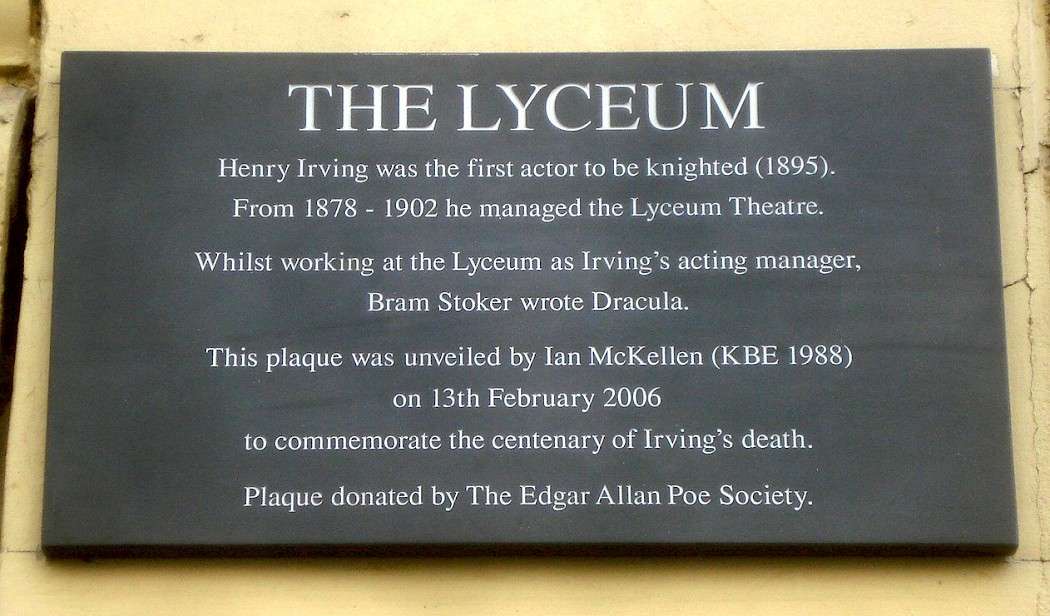 THE LYCEUM
Henry Irving was the first actor to be knighted (1895).
From 1878 - 1902 he managed the Lyceum Theatre.
Whilst working at the Lyceum as Irving's acting manager,
Bram Stoker wrote Dracula.
This plaque was unveiled by Ian McKellen (KBE 1988)
on 13th February 2006
to commemorate the centenary of Irving's death.
Plaque donated by The Edgar Allan Poe Society.